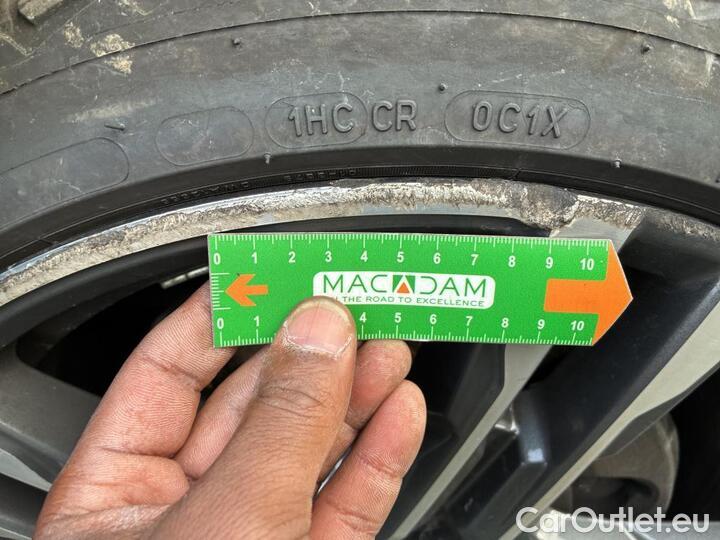 1HC CR 0C1X
0 1 2 3 4 5 6 7 8 9 10
MACADAM
THE ROAD TO EXCELLENCE
0 1 4 5 6 7 8 9 10
CarOutlet.eu